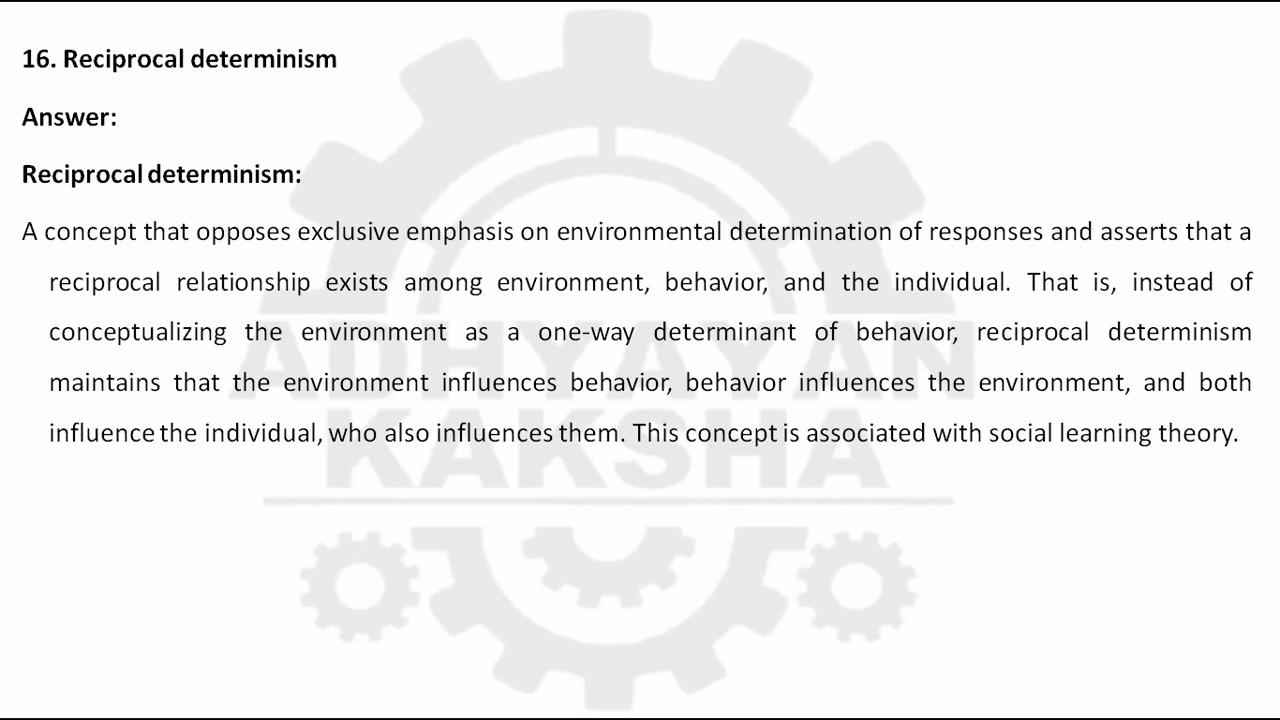 16. Reciprocal determinism
Answer:
Reciprocal determinism:
A concept that opposes exclusive emphasis on environmental determination of responses and asserts that a
reciprocal relationship exists among environment, behavior, and the individual. That is, instead of
conceptualizing the environment as a one-way determinant of behavior, reciprocal determinism
maintains that the environment influences behavior, behavior influences the environment, and both
influence the individual, who also influences them. This concept is associated with social learning theory.
ADHYAYAN
KAKSHA